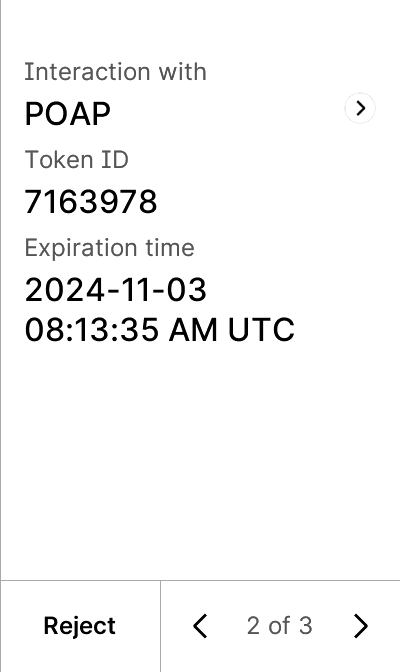 Interaction with
POAP
Token ID
7163978
Expiration time
2024-11-03
08:13:35 AM UTC
Reject
2 of 3